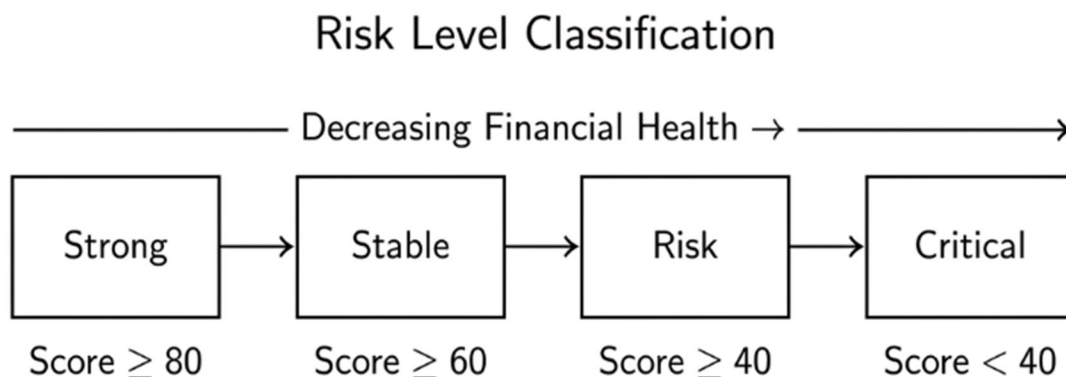 Risk Level Classification
Decreasing Financial Health →
Strong
Stable
Risk
Critical
Score ≥ 80
Score ≥ 60
Score ≥ 40
Score < 40